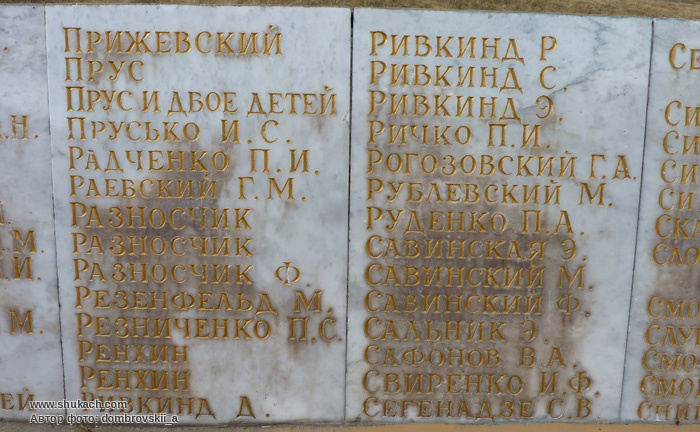 ПРИЖЕВСКИЙ
ПРУС
ПРУС И ДВОЕ ДЕТЕЙ
ПРУСЬКО И.С.
РАДЧЕНКО П.И.
РАЕВСКИЙ Г.М.
РАЗНОСЧИК
РАЗНОСЧИК
РАЗНОСЧИК Ф.
РЕЗЕНФЕЛЬД М.
РЕЗНИЧЕНКО П.С.
РЕНХИН
РЕНХИН
РИВКИНД Д.
РИВКИНД Р
РИВКИНД С.
РИВКИНД Э.
РИЧКО П.И.
РОГОЗОВСКИЙ Г.А.
РУБЛЕВСКИЙ М.
РУДЕНКО П.А.
САВИНСКАЯ Э.
САВИНСКИЙ М.
САВИНСКИЙ Ф.
САЛЬНИК Э.
САФОНОВ В.А.
СВИРЕНКО И.Ф.
СЕГЕНАДЗЕ С.В
www.shukach.com
Автор фото: dombrovskii_a